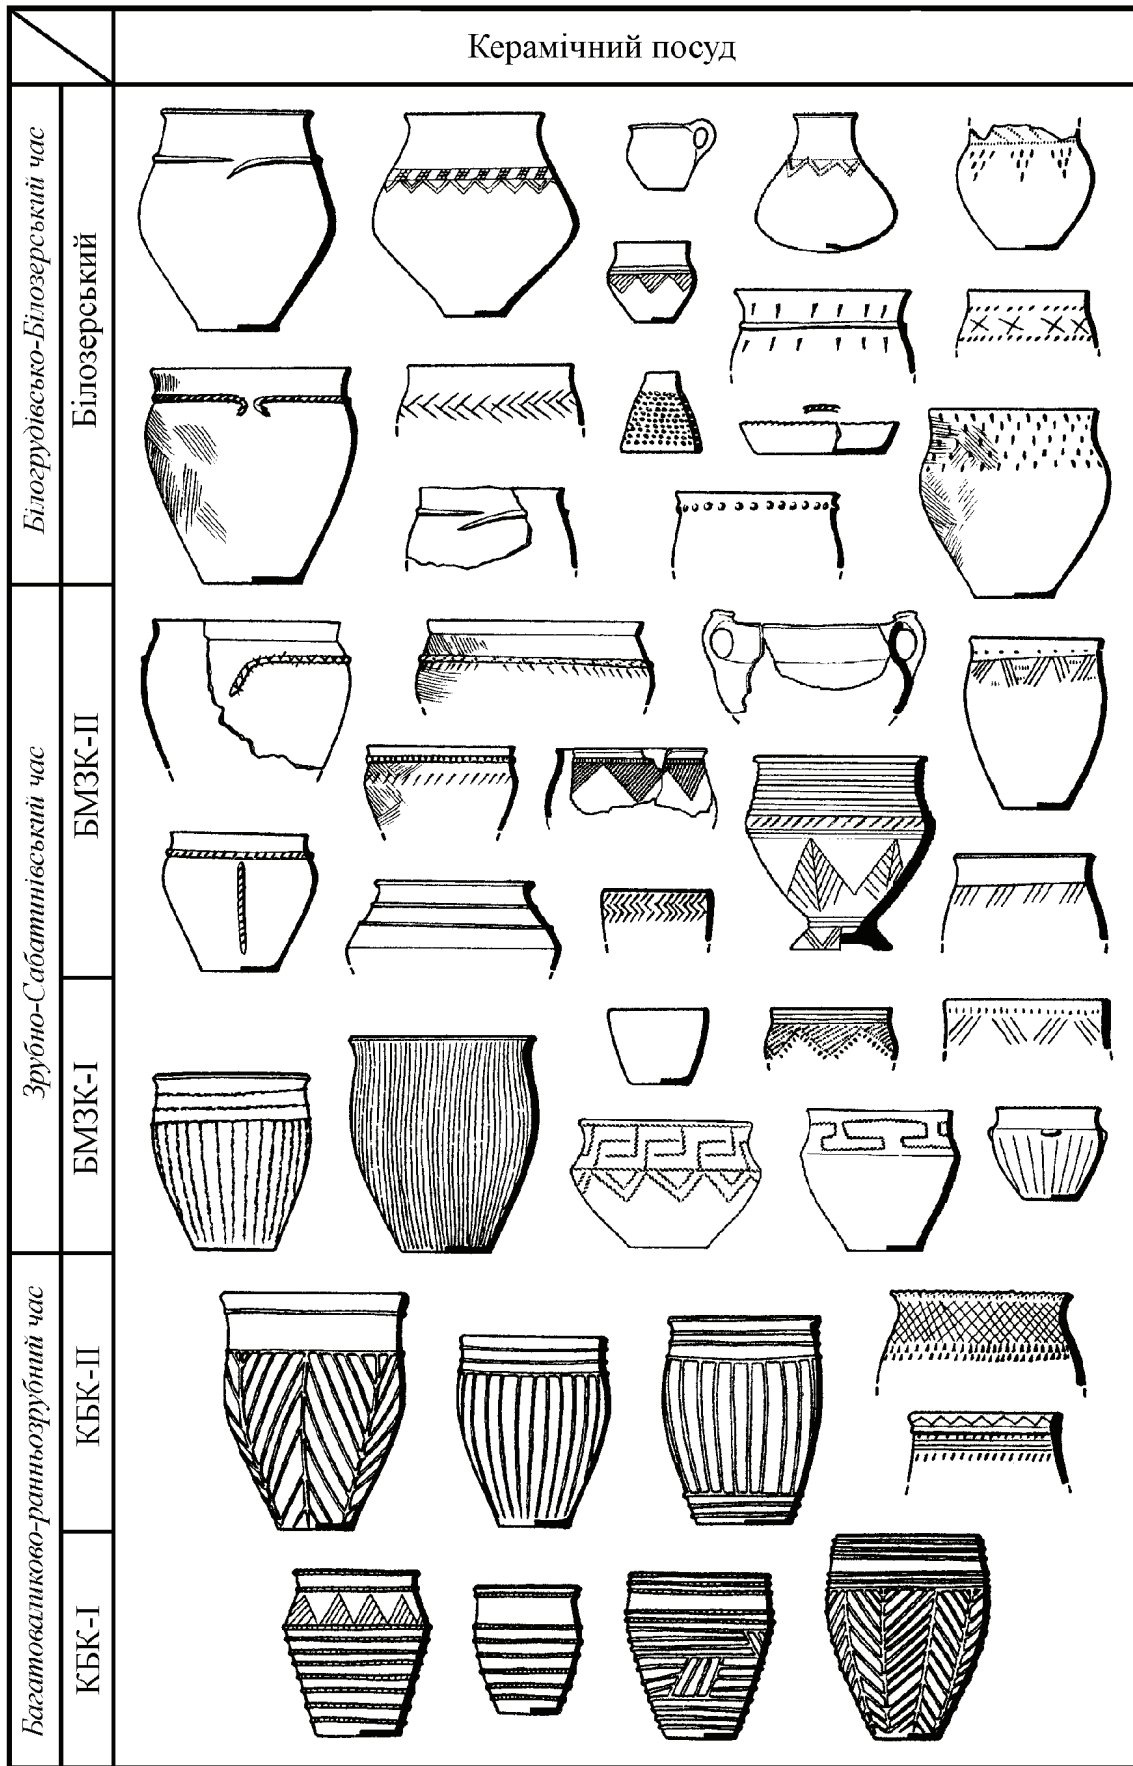 Керамічний посуд
Білогрудівсько-Білозерський час
Білозерський
Зрубно-Сабатинівський час
БМЗК-II
БМЗК-I
Багатоваликово-ранньозрубний час
КБК-II
КБК-I